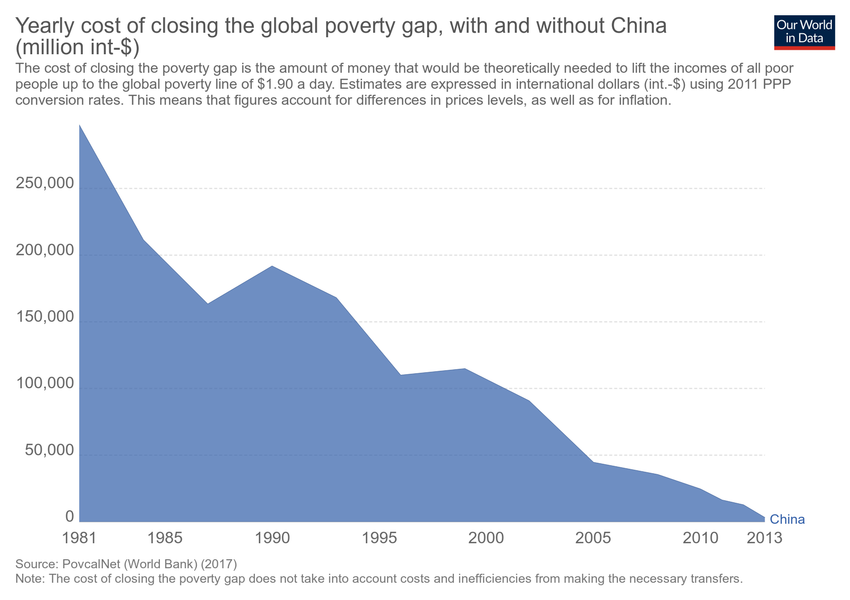 Yearly cost of closing the global poverty gap, with and without China
(million int-$)
Our World
in Data
The cost of closing the poverty gap is the amount of money that would be theoretically needed to lift the incomes of all poor
people up to the global poverty line of $1.90 a day. Estimates are expressed in international dollars (int.-$) using 2011 PPP
conversion rates. This means that figures account for differences in prices levels, as well as for inflation.
250,000
200,000
150,000
100,000
50,000
0
China
1981 1985 1990 1995 2000 2005 2010 2013
Source: PovcalNet (World Bank) (2017)
Note: The cost of closing the poverty gap does not take into account costs and inefficiencies from making the necessary transfers.